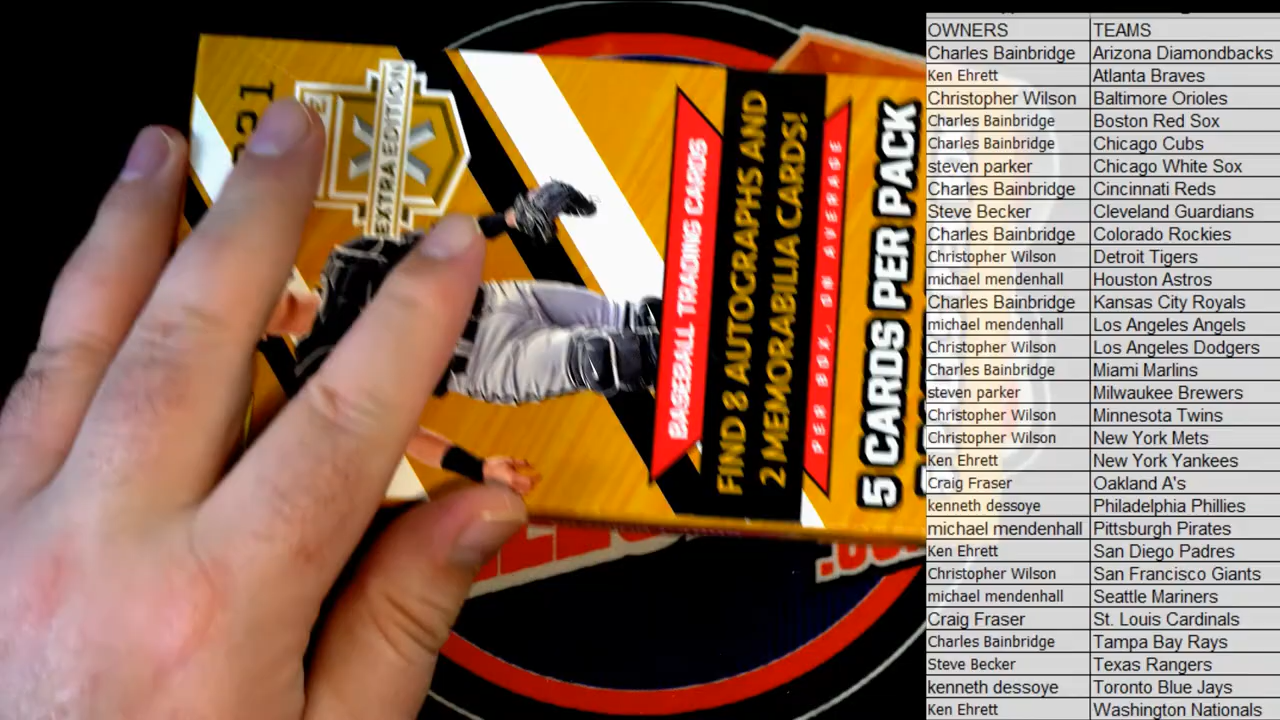 21
EXTRA EDITION
X
BASEBALL TRADING CARDS
FIND 8 AUTOGRAPHS AND
2 MEMORABILIA CARDS!
PER BOX, ON AVERAGE
5 CARDS PER PACK
OWNERS TEAMS
Charles Bainbridge Arizona Diamondbacks
Ken Ehrett Atlanta Braves
Christopher Wilson Baltimore Orioles
Charles Bainbridge Boston Red Sox
Charles Bainbridge Chicago Cubs
steven parker Chicago White Sox
Charles Bainbridge Cincinnati Reds
Steve Becker Cleveland Guardians
Charles Bainbridge Colorado Rockies
Christopher Wilson Detroit Tigers
michael mendenhall Houston Astros
Charles Bainbridge Kansas City Royals
michael mendenhall Los Angeles Angels
Christopher Wilson Los Angeles Dodgers
Charles Bainbridge Miami Marlins
steven parker Milwaukee Brewers
Christopher Wilson Minnesota Twins
Christopher Wilson New York Mets
Ken Ehrett New York Yankees
Craig Fraser Oakland A's
kenneth dessoye Philadelphia Phillies
michael mendenhall Pittsburgh Pirates
Ken Ehrett San Diego Padres
Christopher Wilson San Francisco Giants
michael mendenhall Seattle Mariners
Craig Fraser St. Louis Cardinals
Charles Bainbridge Tampa Bay Rays
Steve Becker Texas Rangers
kenneth dessoye Toronto Blue Jays
Ken Ehrett Washington Nationals